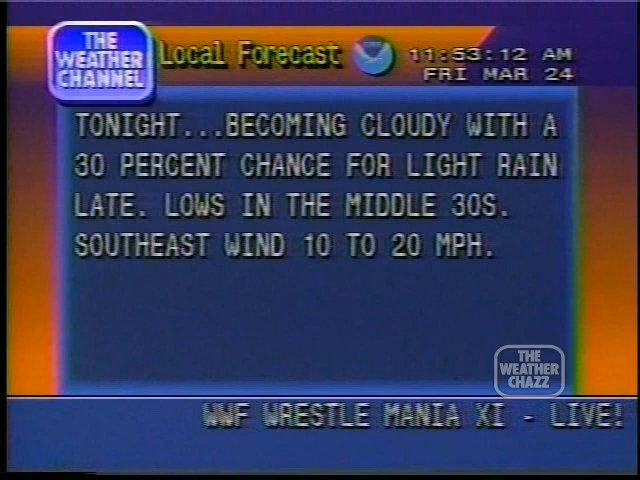 THE
WEATHER
CHANNEL
Local Forecast
11:53:12 AM
FRI MAR 24
TONIGHT...BECOMING CLOUDY WITH A
30 PERCENT CHANCE FOR LIGHT RAIN
LATE. LOWS IN THE MIDDLE 30S.
SOUTHEAST WIND 10 TO 20 MPH.
THE
WEATHER
CHAZZ
WWF WRESTLE MANIA XI - LIVE!